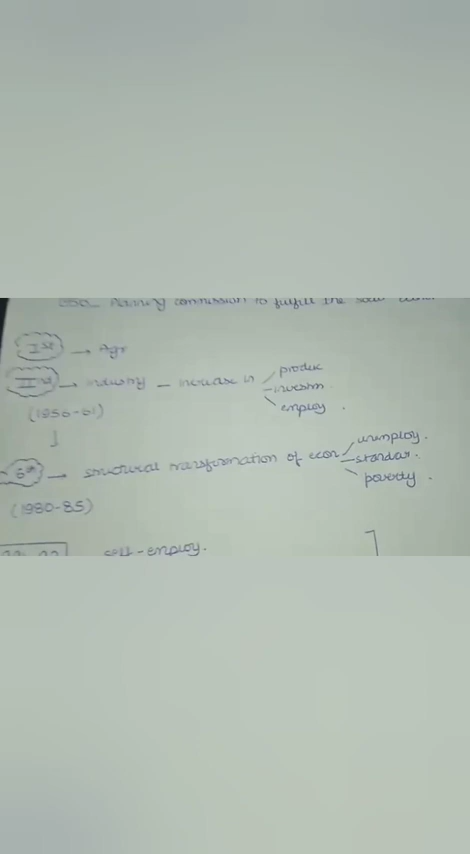 Planning commission to fulfill the
Ist → Agr
IInd → industry – increase in produc
investm.
employ.
(1956-61)
6th → structural transformation of econ unemploy.
standar.
poverty.
(1980-85)
self-employ.